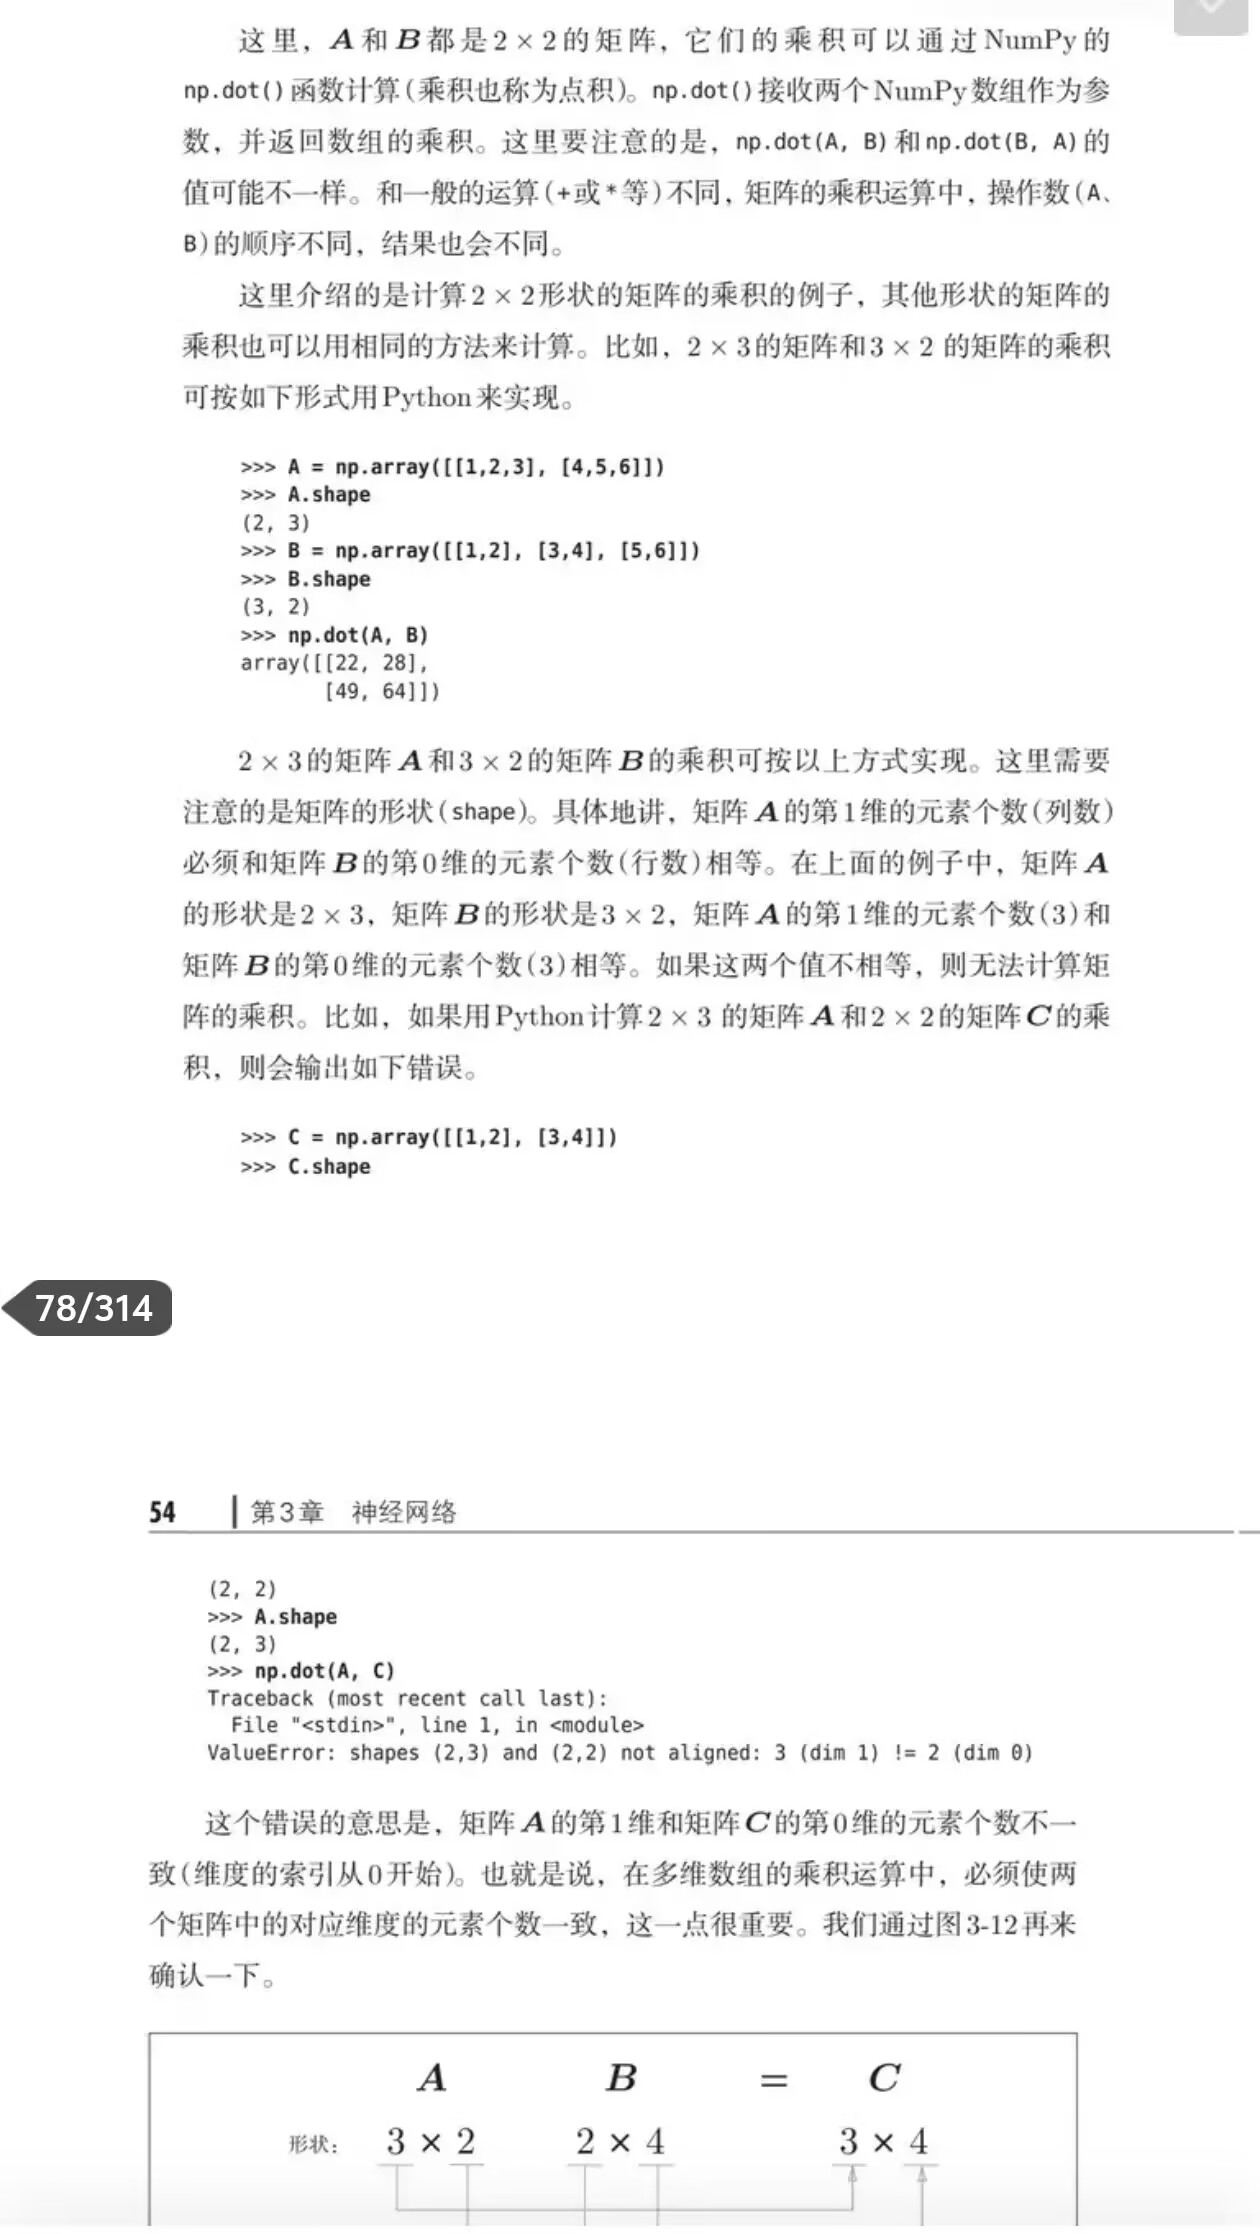 这里，A和B都是2 × 2的矩阵，它们的乘积可以通过NumPy的
np.dot()函数计算(乘积也称为点积)。np.dot()接收两个NumPy数组作为参
数，并返回数组的乘积。这里要注意的是，np.dot(A, B)和np.dot(B, A)的
值可能不一样。和一般的运算(+或*等)不同，矩阵的乘积运算中，操作数(A、
B)的顺序不同，结果也会不同。
这里介绍的是计算2 × 2形状的矩阵的乘积的例子，其他形状的矩阵的
乘积也可以用相同的方法来计算。比如，2 × 3的矩阵和3 × 2 的矩阵的乘积
可按如下形式用Python来实现。
>>> A = np.array([[1,2,3], [4,5,6]])
>>> A.shape
(2, 3)
>>> B = np.array([[1,2], [3,4], [5,6]])
>>> B.shape
(3, 2)
>>> np.dot(A, B)
array([[22, 28],
       [49, 64]])
2 × 3的矩阵A和3 × 2的矩阵B的乘积可按以上方式实现。这里需要
注意的是矩阵的形状(shape)。具体地讲，矩阵A的第1维的元素个数(列数)
必须和矩阵B的第0维的元素个数(行数)相等。在上面的例子中，矩阵A
的形状是2 × 3，矩阵B的形状是3 × 2，矩阵A的第1维的元素个数(3)和
矩阵B的第0维的元素个数(3)相等。如果这两个值不相等，则无法计算矩
阵的乘积。比如，如果用Python计算2 × 3 的矩阵A和2 × 2的矩阵C的乘
积，则会输出如下错误。
>>> C = np.array([[1,2], [3,4]])
>>> C.shape
78/314
54 第3章 神经网络
(2, 2)
>>> A.shape
(2, 3)
>>> np.dot(A, C)
Traceback (most recent call last):
  File "<stdin>", line 1, in <module>
ValueError: shapes (2,3) and (2,2) not aligned: 3 (dim 1) != 2 (dim 0)
这个错误的意思是，矩阵A的第1维和矩阵C的第0维的元素个数不一
致(维度的索引从0开始)。也就是说，在多维数组的乘积运算中，必须使两
个矩阵中的对应维度的元素个数一致，这一点很重要。我们通过图3-12再来
确认一下。
A B = C
形状： 3 × 2 2 × 4 3 × 4